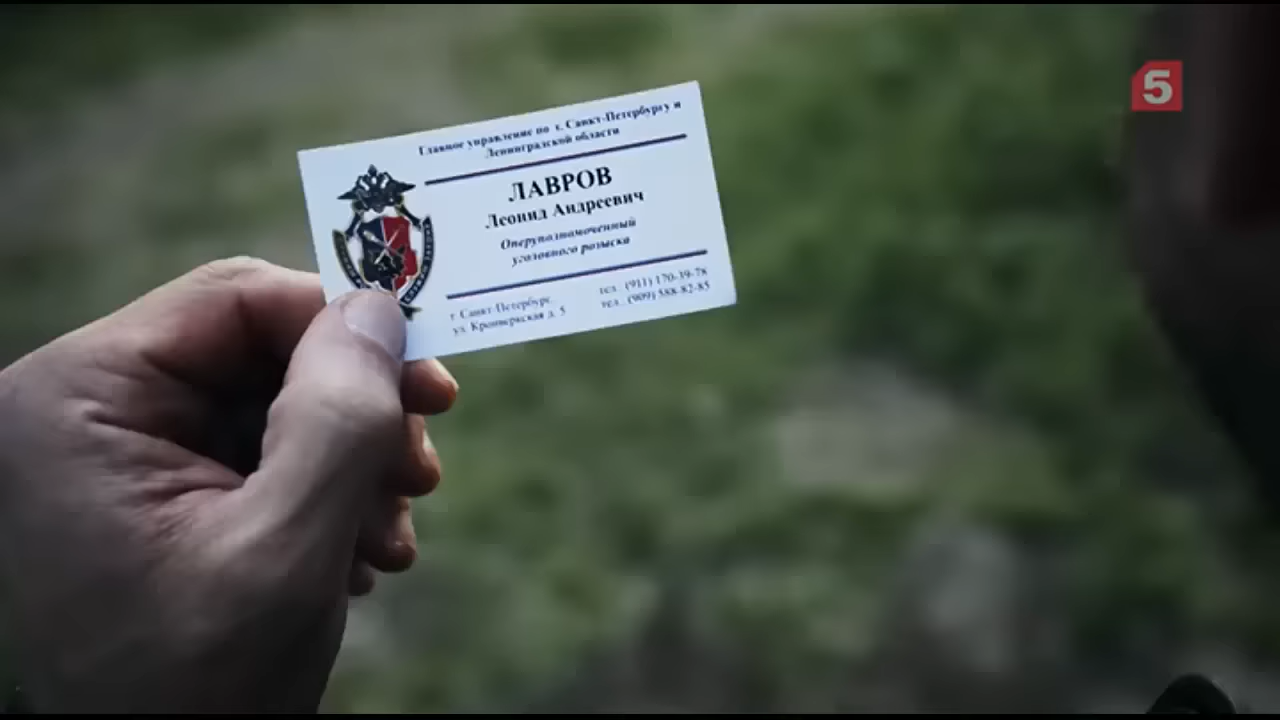 5
Главное управление по г. Санкт-Петербургу и
Ленинградской области
ЛАВРОВ
Леонид Андреевич
Оперуполномоченный
уголовного розыска
г. Санкт-Петербург,
ул. Кронверкская д. 5
тел. (911) 170-39-78
тел. (909) 588-82-85